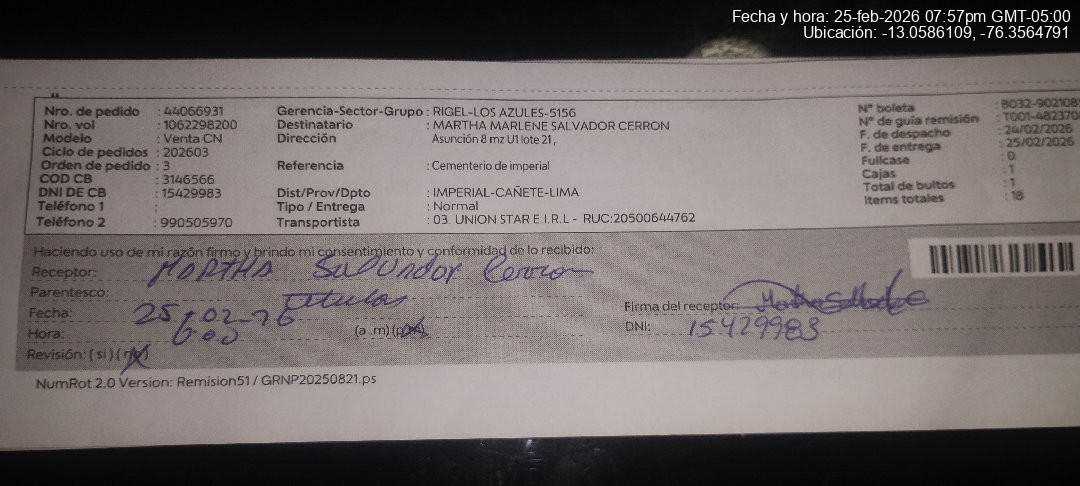 Fecha y hora: 25-feb-2026 07:57pm GMT-05:00
Ubicación: -13.0586109, -76.3564791
Nro. de pedido : 44066931 Gerencia-Sector-Grupo : RIGEL-LOS AZULES-5156 N° boleta : B032-9021081
Nro. vol : 1062298200 Destinatario : MARTHA MARLENE SALVADOR CERRON N° de guía remisión : T001-4823708
Modelo : Venta CN Dirección Asunción 8 mz U1 lote 21, F. de despacho : 24/02/2026
Ciclo de pedidos : 202603 F. de entrega : 25/02/2026
Orden de pedido : 3 Referencia : Cementerio de imperial Fullcase : 0
COD CB : 3146566 Cajas : 1
DNI DE CB : 15429983 Dist/Prov/Dpto : IMPERIAL-CAÑETE-LIMA Total de bultos : 1
Teléfono 1 : Tipo / Entrega : Normal Items totales : 18
Teléfono 2 : 990505970 Transportista : 03 UNION STAR E.I.R.L - RUC:20500644762
Haciendo uso de mi razón firmo y brindo mi consentimiento y conformidad de lo recibido:
Receptor: MARTHA Salvador Cerron
Parentesco: titular
Fecha: 25-02-26 Firma del receptor:
Hora: 6:00 (a.m)(p.m) DNI: 15429983
Revisión: (si)(no)
NumRot 2.0 Version: Remision51 / GRNP20250821.ps